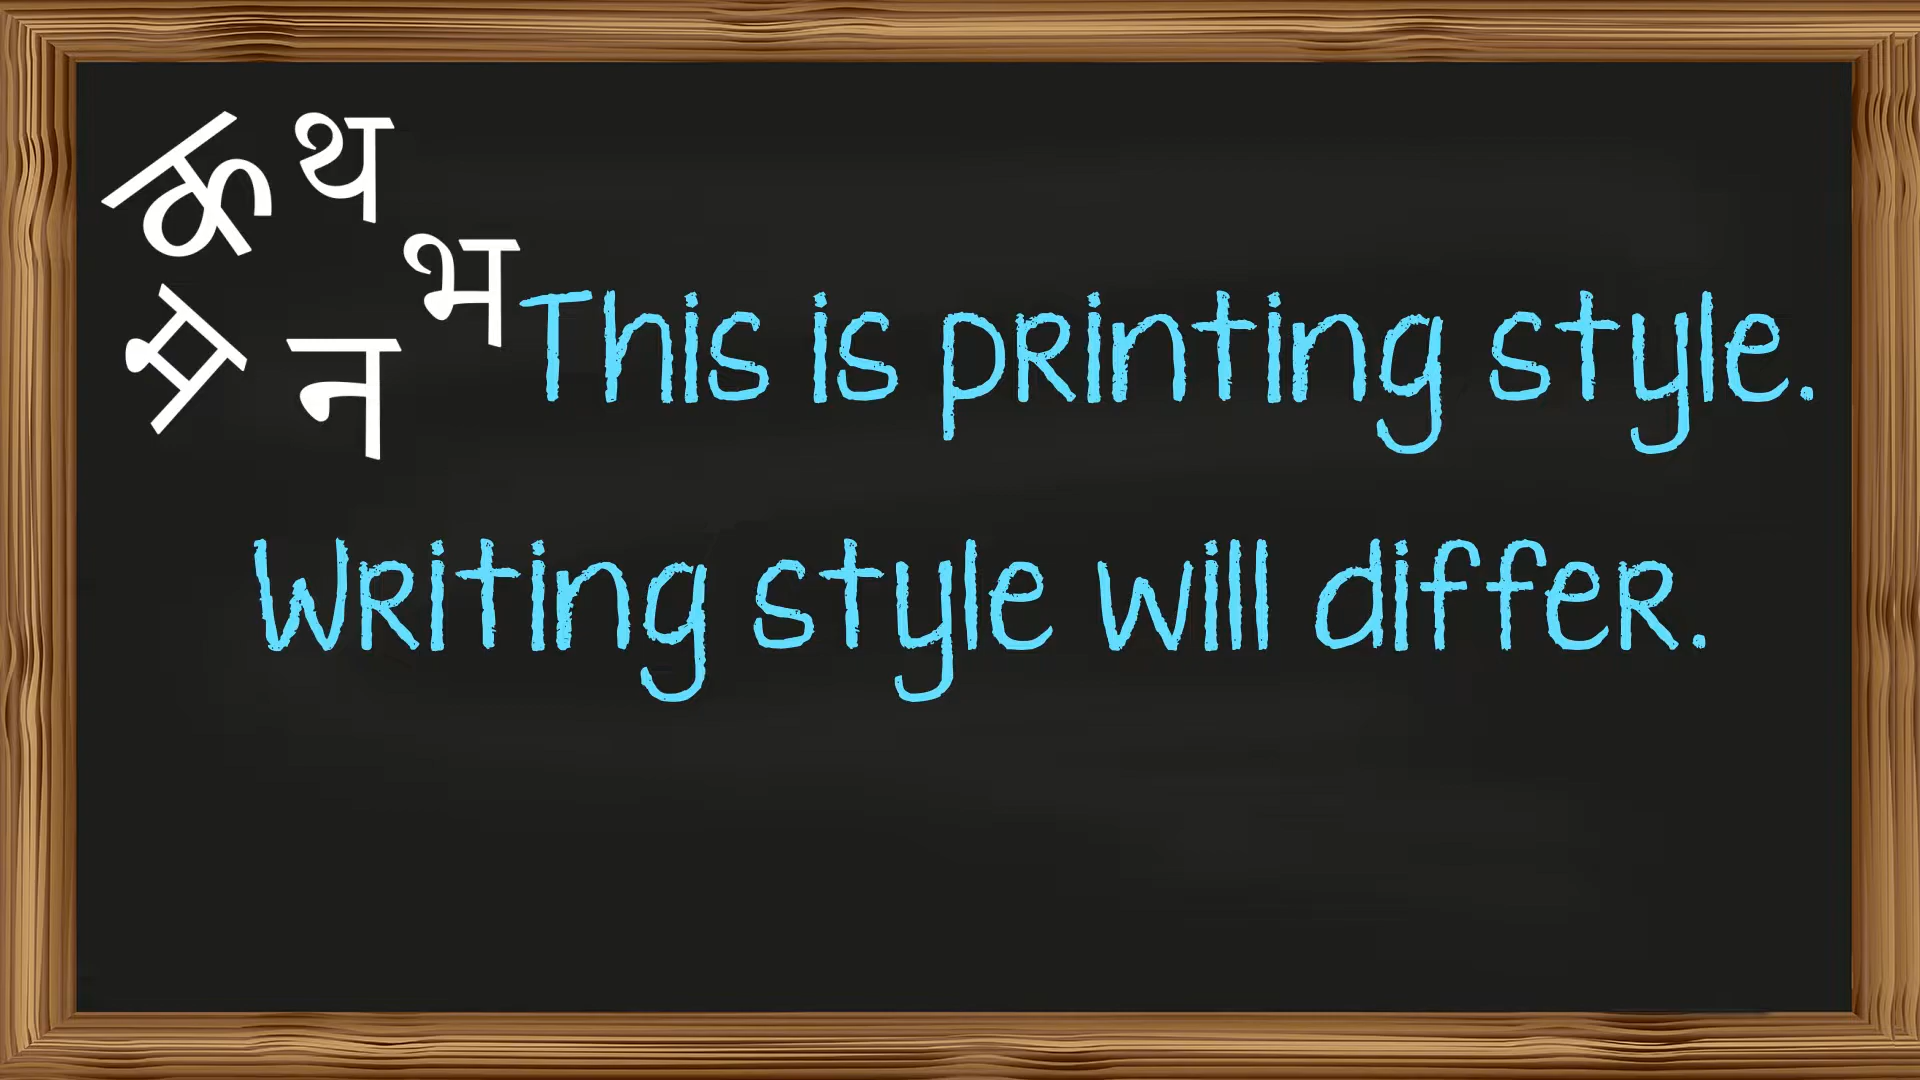 क थ
भ
म न
This is printing style.
Writing style will differ.